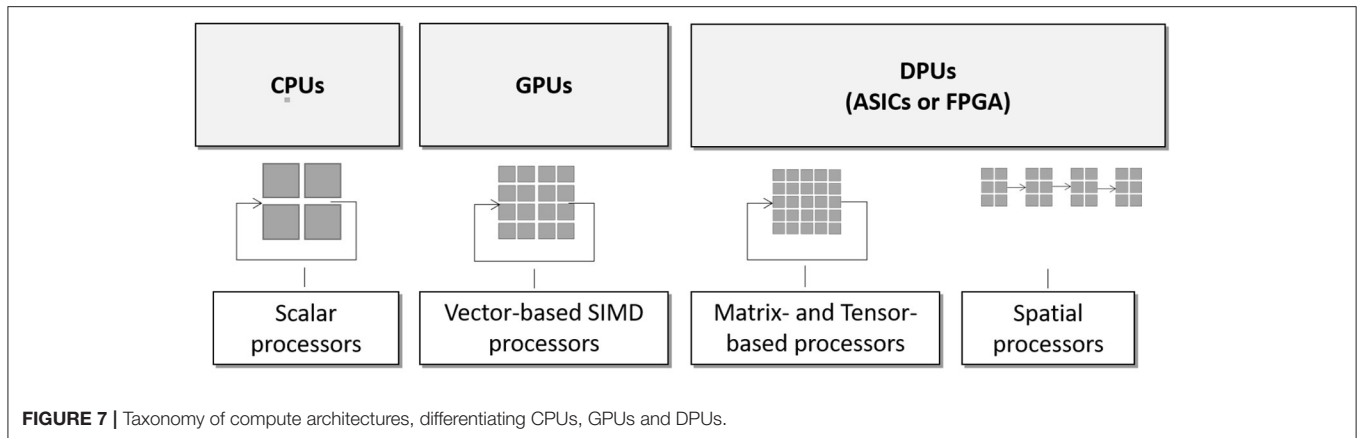 CPUs
GPUs
DPUs
(ASICs or FPGA)
Scalar
processors
Vector-based SIMD
processors
Matrix- and Tensor-
based processors
Spatial
processors
FIGURE 7 | Taxonomy of compute architectures, differentiating CPUs, GPUs and DPUs.